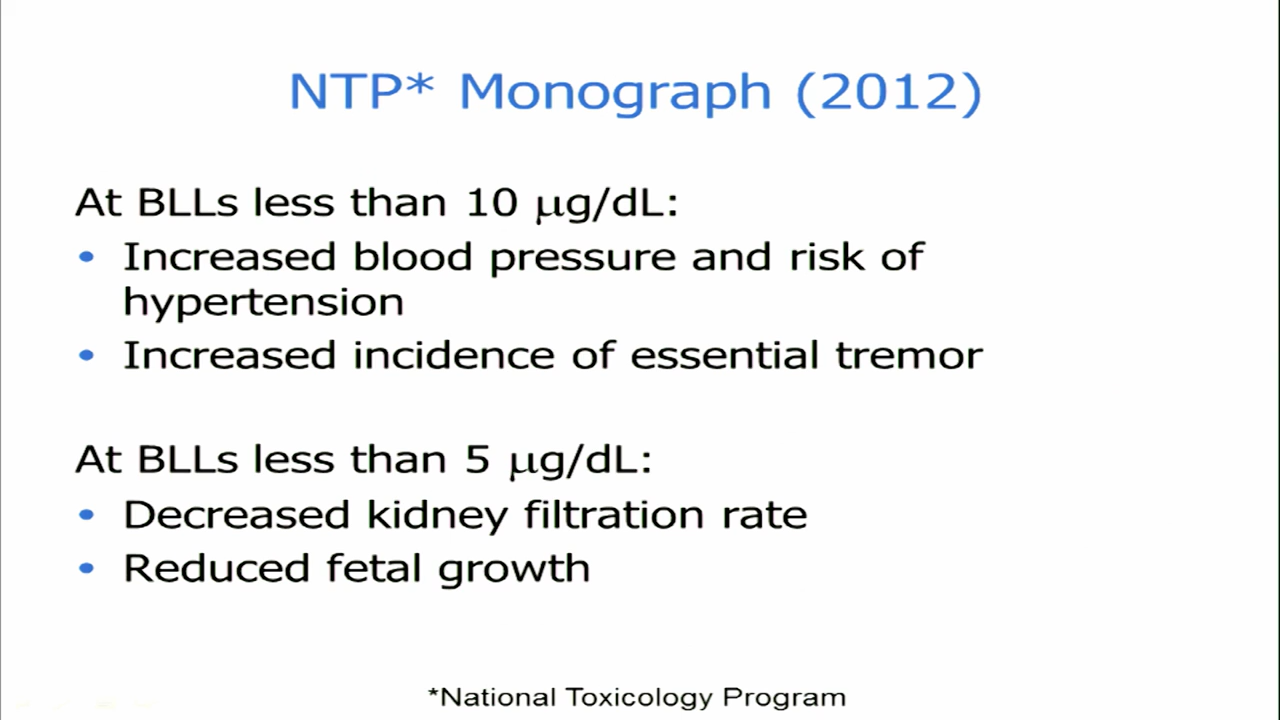 NTP* Monograph (2012)
At BLLs less than 10 µg/dL:
• Increased blood pressure and risk of
hypertension
• Increased incidence of essential tremor
At BLLs less than 5 µg/dL:
• Decreased kidney filtration rate
• Reduced fetal growth
*National Toxicology Program